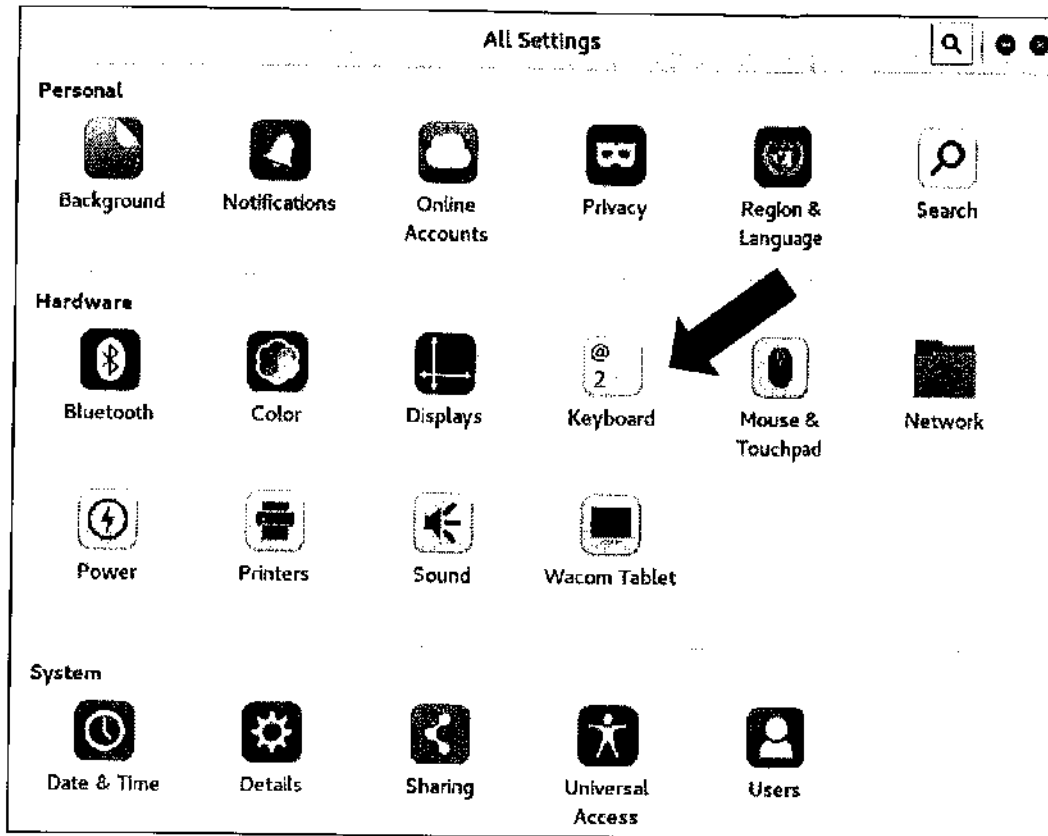 All Settings
Personal
Background
Notifications
Online
Accounts
Privacy
Region &
Language
Search
Hardware
Bluetooth
Color
Displays
@
2
Keyboard
Mouse &
Touchpad
Network
Power
Printers
Sound
Wacom Tablet
System
Date & Time
Details
Sharing
Universal
Access
Users